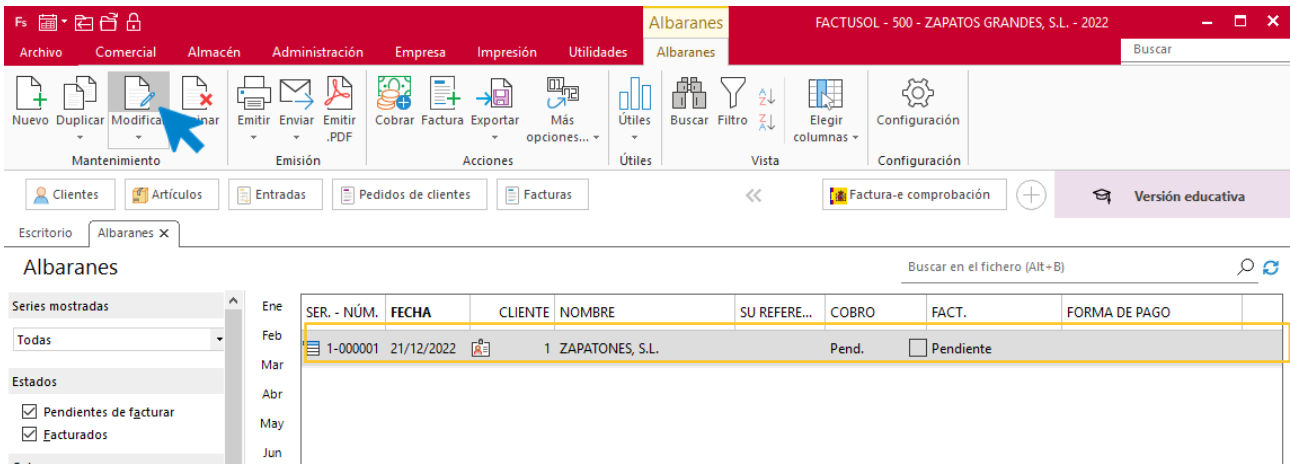 Fs
Albaranes
FACTUSOL - 500 - ZAPATOS GRANDES, S.L. - 2022
Archivo Comercial Almacén Administración Empresa Impresión Utilidades Albaranes Buscar
Nuevo Duplicar Emitir Enviar Emitir .PDF Cobrar Factura Exportar Más opciones... Útiles Buscar Filtro Elegir columnas Configuración
Mantenimiento Emisión Acciones Útiles Vista Configuración
Clientes Artículos Entradas Pedidos de clientes Facturas Factura-e comprobación Versión educativa
Escritorio Albaranes
Albaranes Buscar en el fichero (Alt+B)
Series mostradas Ene SER. - NÚM. FECHA CLIENTE NOMBRE SU REFERE... COBRO FACT. FORMA DE PAGO
Todas Feb 1-000001 21/12/2022 1 ZAPATONES, S.L. Pend. Pendiente
Mar
Estados Abr
Pendientes de facturar May
Facturados Jun